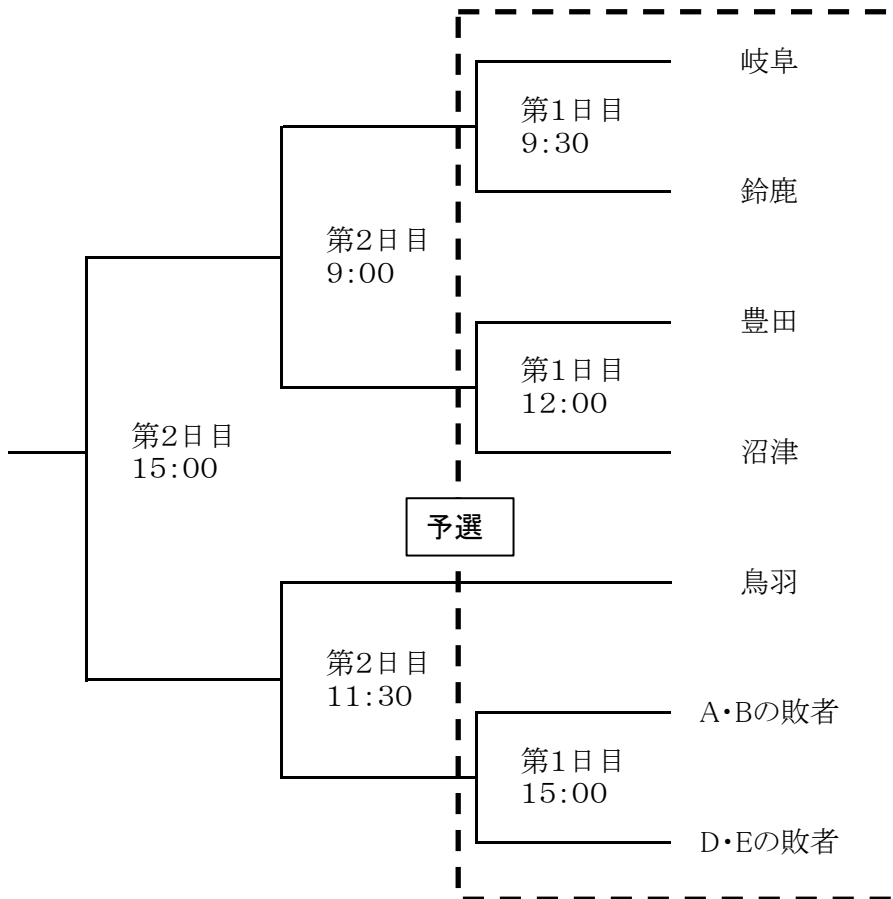 岐阜
第1日目
9:30
鈴鹿
第2日目
9:00
豊田
第1日目
12:00
第2日目
15:00
沼津
予選
鳥羽
第2日目
11:30
A・Bの敗者
第1日目
15:00
D・Eの敗者